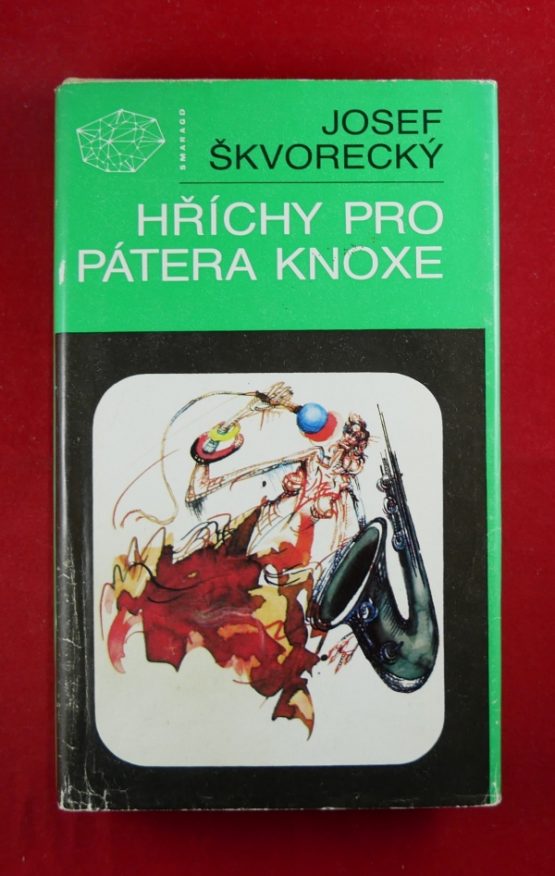 SMARAGD
JOSEF
ŠKVORECKÝ
HŘÍCHY PRO
PÁTERA KNOXE